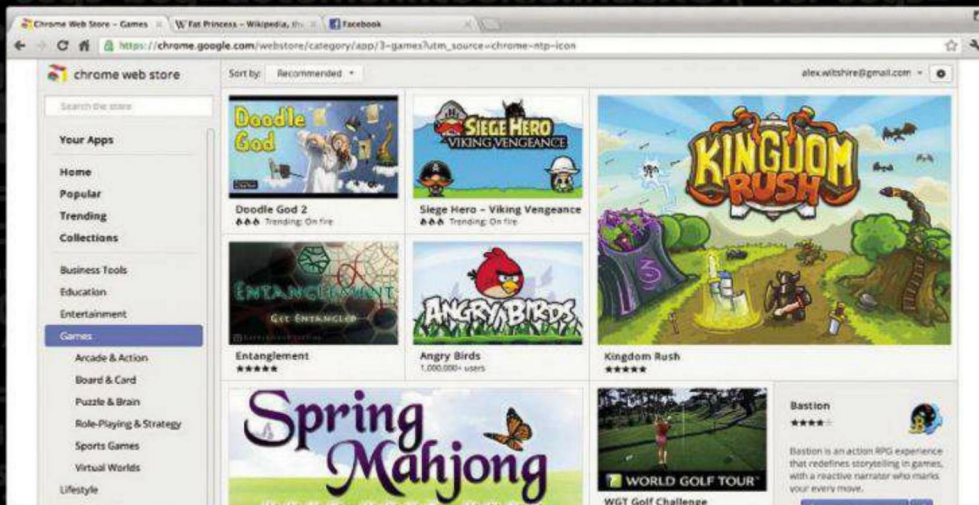 Chrome Web Store – Games
Fat Princess – Wikipedia, the
Facebook
https://chrome.google.com/webstore/category/app/3-games?utm_source=chrome-ntp-icon
chrome web store
Sort by: Recommended
alex.wiltshire@gmail.com
Search the store
Your Apps
Home
Popular
Trending
Collections
Business Tools
Education
Entertainment
Games
Arcade & Action
Board & Card
Puzzle & Brain
Role-Playing & Strategy
Sports Games
Virtual Worlds
Lifestyle
Doodle
God
Doodle God 2
Trending: On fire
SIEGE HERO
VIKING VENGEANCE
Siege Hero – Viking Vengeance
Trending: On fire
KINGDOM
RUSH
Kingdom Rush
ENTANGLEMENT
GET ENTANGLED
Entanglement
ANGRY BIRDS
Angry Birds
1,000,000+ users
Spring
Mahjong
WORLD GOLF TOUR
WGT Golf Challenge
Bastion
Bastion is an action RPG experience
that redefines storytelling in games,
with a reactive narrator who marks
your every move.